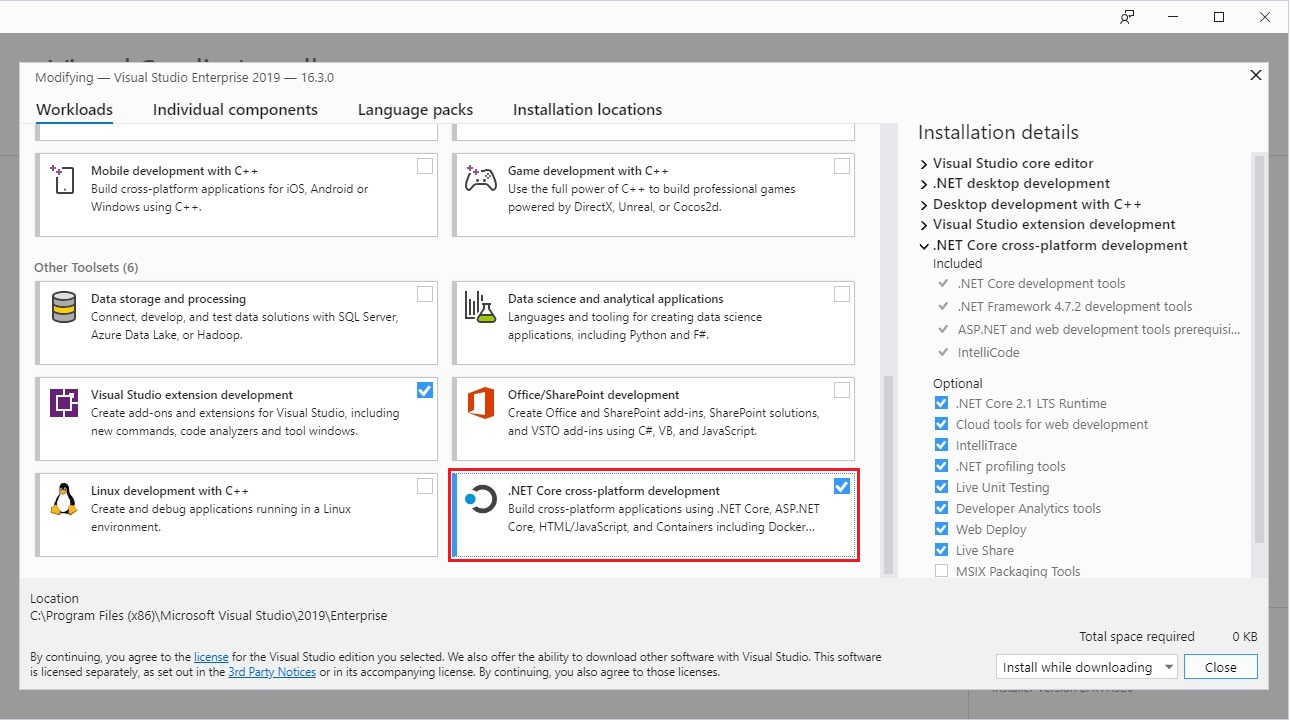 Modifying — Visual Studio Enterprise 2019 — 16.3.0
Workloads
Individual components
Language packs
Installation locations
Mobile development with C++
Build cross-platform applications for iOS, Android or
Windows using C++.
Game development with C++
Use the full power of C++ to build professional games
powered by DirectX, Unreal, or Cocos2d.
Other Toolsets (6)
Data storage and processing
Connect, develop, and test data solutions with SQL Server,
Azure Data Lake, or Hadoop.
Data science and analytical applications
Languages and tooling for creating data science
applications, including Python and F#.
Visual Studio extension development
Create add-ons and extensions for Visual Studio, including
new commands, code analyzers and tool windows.
Office/SharePoint development
Create Office and SharePoint add-ins, SharePoint solutions,
and VSTO add-ins using C#, VB, and JavaScript.
Linux development with C++
Create and debug applications running in a Linux
environment.
.NET Core cross-platform development
Build cross-platform applications using .NET Core, ASP.NET
Core, HTML/JavaScript, and Containers including Docker...
Installation details
Visual Studio core editor
.NET desktop development
Desktop development with C++
Visual Studio extension development
.NET Core cross-platform development
Included
.NET Core development tools
.NET Framework 4.7.2 development tools
ASP.NET and web development tools prerequisi...
IntelliCode
Optional
.NET Core 2.1 LTS Runtime
Cloud tools for web development
IntelliTrace
.NET profiling tools
Live Unit Testing
Developer Analytics tools
Web Deploy
Live Share
MSIX Packaging Tools
Location
C:\Program Files (x86)\Microsoft Visual Studio\2019\Enterprise
Total space required 0 KB
By continuing, you agree to the license for the Visual Studio edition you selected. We also offer the ability to download other software with Visual Studio. This software
is licensed separately, as set out in the 3rd Party Notices or in its accompanying license. By continuing, you also agree to those licenses.
Install while downloading
Close